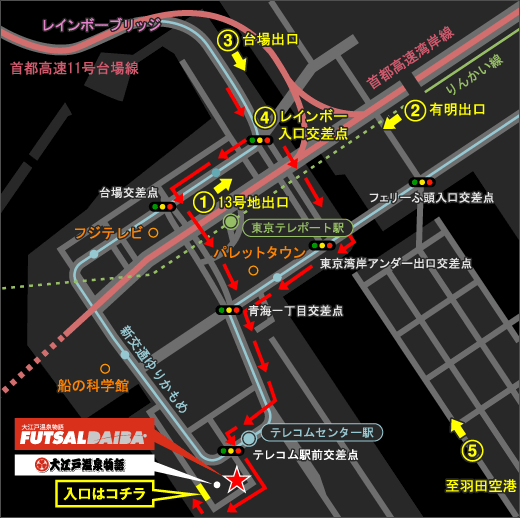 レインボーブリッジ
首都高速11号台場線
③
台場出口
首都高速湾岸線
りんかい線
②
有明出口
④
レインボー
入口交差点
台場交差点
①
13号地出口
フェリーふ頭入口交差点
フジテレビ
東京テレポート駅
パレットタウン
東京湾岸アンダー出口交差点
青海一丁目交差点
新交通ゆりかもめ
船の科学館
大江戸温泉物語
FUTSALDAIBA
テレコムセンター駅
テレコム駅前交差点
大江戸温泉物語
⑤
入口はコチラ
至羽田空港